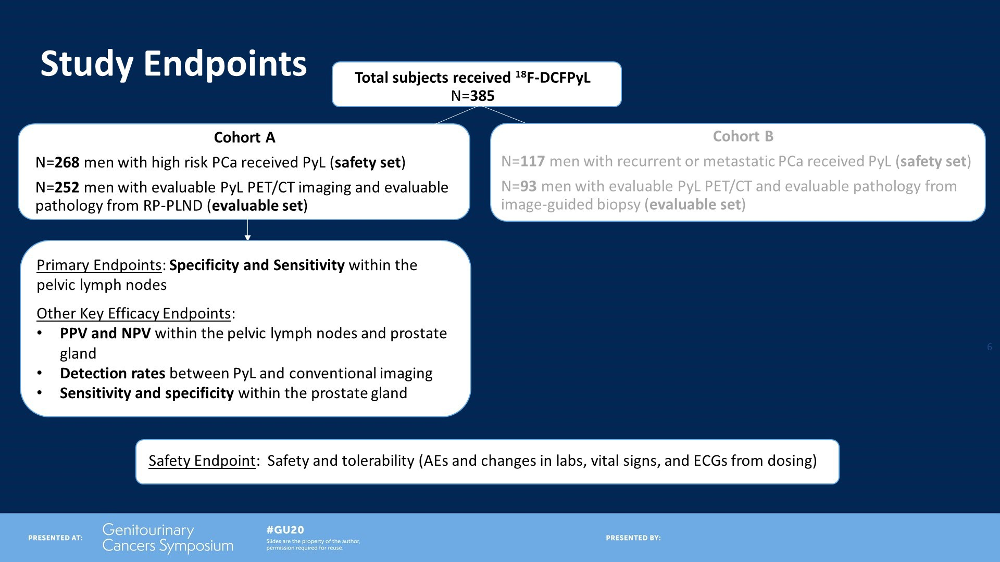 Study Endpoints
Total subjects received ¹⁸F-DCFPyL
N=385
Cohort A
N=268 men with high risk PCa received PyL (safety set)
N=252 men with evaluable PyL PET/CT imaging and evaluable
pathology from RP-PLND (evaluable set)
Cohort B
N=117 men with recurrent or metastatic PCa received PyL (safety set)
N=93 men with evaluable PyL PET/CT and evaluable pathology from
image-guided biopsy (evaluable set)
Primary Endpoints: Specificity and Sensitivity within the
pelvic lymph nodes
Other Key Efficacy Endpoints:
• PPV and NPV within the pelvic lymph nodes and prostate
gland
• Detection rates between PyL and conventional imaging
• Sensitivity and specificity within the prostate gland
6
Safety Endpoint: Safety and tolerability (AEs and changes in labs, vital signs, and ECGs from dosing)
PRESENTED AT:
Genitourinary
Cancers Symposium
#GU20
Slides are the property of the author,
permission required for reuse.
PRESENTED BY: